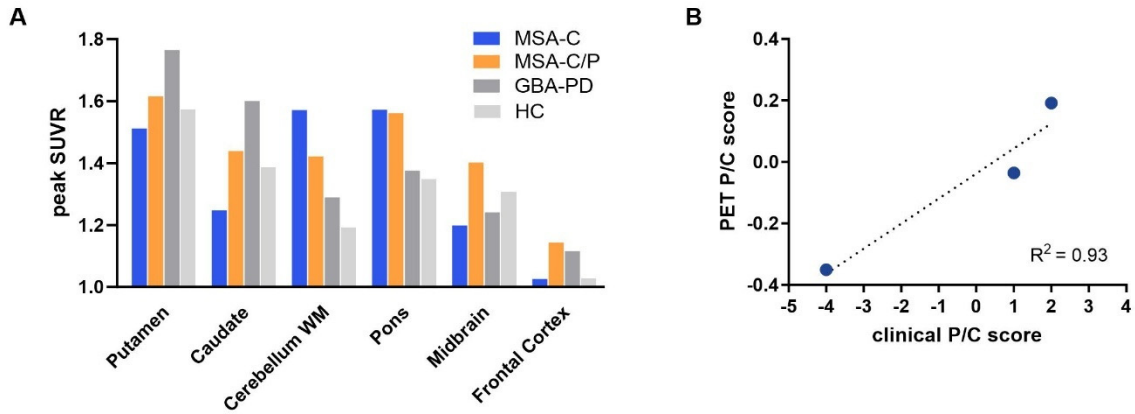 A
peak SUVR
1.8
1.6
1.4
1.2
1.0
MSA-C
MSA-C/P
GBA-PD
HC
Putamen
Caudate
Cerebellum WM
Pons
Midbrain
Frontal Cortex
B
PET P/C score
0.4
0.2
0.0
-0.2
-0.4
R² = 0.93
-5 -4 -3 -2 -1 0 1 2 3 4
clinical P/C score